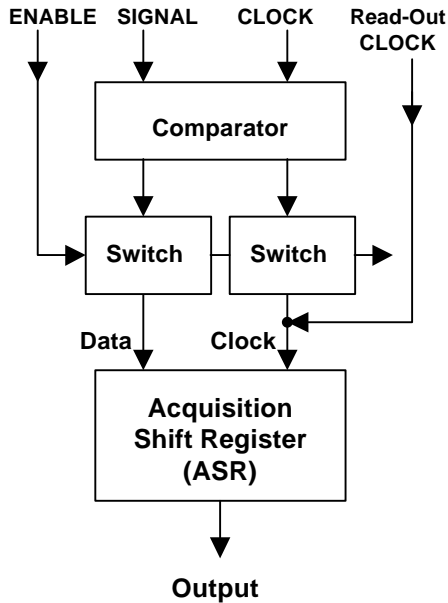 ENABLE SIGNAL CLOCK Read-Out
CLOCK
Comparator
Switch Switch
Data Clock
Acquisition
Shift Register
(ASR)
Output